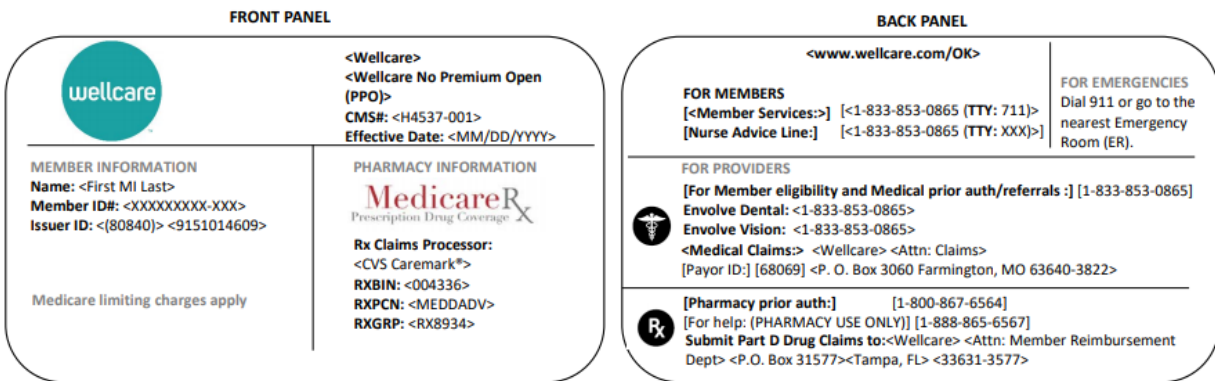 FRONT PANEL
wellcare
<Wellcare>
<Wellcare No Premium Open
(PPO)>
CMS#: <H4537-001>
Effective Date: <MM/DD/YYYY>
MEMBER INFORMATION
Name: <First MI Last>
Member ID#: <XXXXXXXXX-XXX>
Issuer ID: <(80840)> <9151014609>
Medicare limiting charges apply
PHARMACY INFORMATION
MedicareRx
Prescription Drug Coverage
Rx Claims Processor:
<CVS Caremark®>
RXBIN: <004336>
RXPCN: <MEDDADV>
RXGRP: <RX8934>
BACK PANEL
<www.wellcare.com/OK>
FOR MEMBERS
[<Member Services:>] [<1-833-853-0865 (TTY: 711)>
[Nurse Advice Line:] [<1-833-853-0865 (TTY: XXX)>]
FOR EMERGENCIES
Dial 911 or go to the
nearest Emergency
Room (ER).
FOR PROVIDERS
[For Member eligibility and Medical prior auth/referrals :] [1-833-853-0865]
Envolve Dental: <1-833-853-0865>
Envolve Vision: <1-833-853-0865>
<Medical Claims:> <Wellcare> <Attn: Claims>
[Payor ID:] [68069] <P. O. Box 3060 Farmington, MO 63640-3822>
Rx
[Pharmacy prior auth:] [1-800-867-6564]
[For help: (PHARMACY USE ONLY)] [1-888-865-6567]
Submit Part D Drug Claims to:<Wellcare> <Attn: Member Reimbursement
Dept> <P.O. Box 31577><Tampa, FL> <33631-3577>